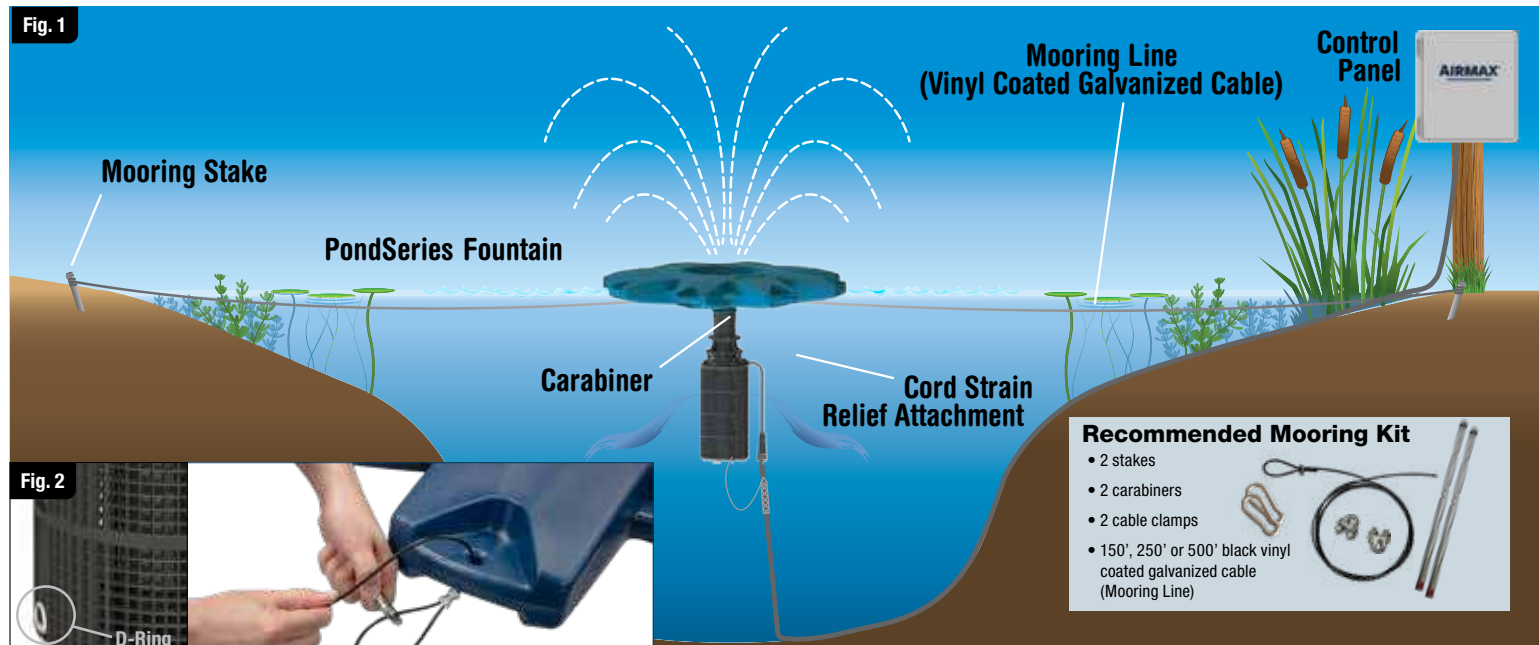 Fig. 1
Mooring Line
(Vinyl Coated Galvanized Cable)
Control
Panel
AIRMAX
Mooring Stake
PondSeries Fountain
Carabiner
Cord Strain
Relief Attachment
Recommended Mooring Kit
• 2 stakes
• 2 carabiners
• 2 cable clamps
• 150', 250' or 500' black vinyl
coated galvanized cable
(Mooring Line)
Fig. 2
D-Ring